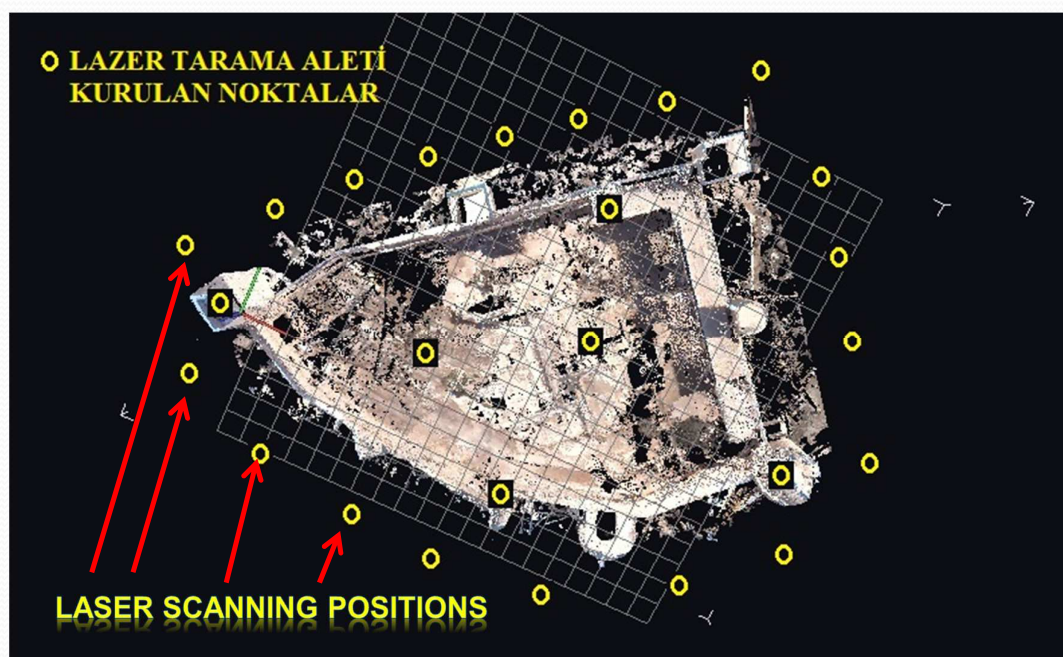 LAZER TARAMA ALETİ
KURULAN NOKTALAR
LASER SCANNING POSITIONS